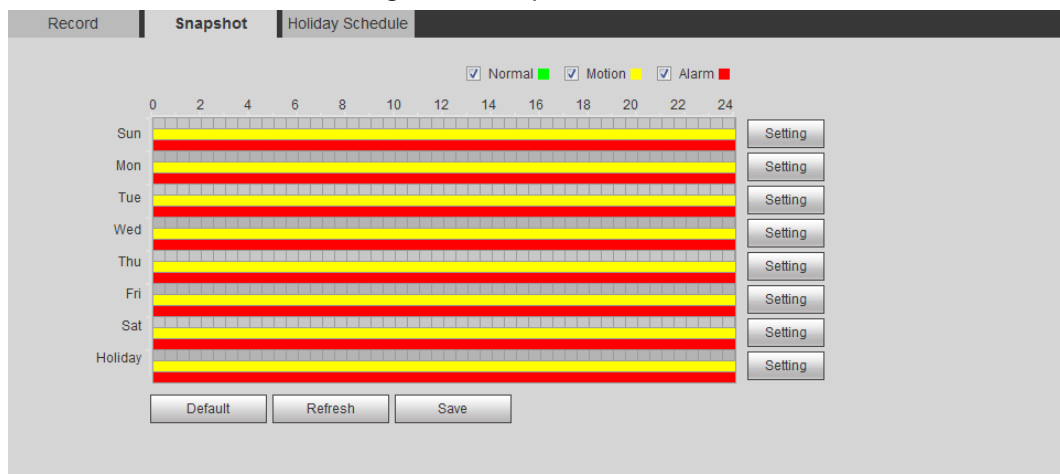 Record Snapshot Holiday Schedule
Normal Motion Alarm
0 2 4 6 8 10 12 14 16 18 20 22 24
Sun Setting
Mon Setting
Tue Setting
Wed Setting
Thu Setting
Fri Setting
Sat Setting
Holiday Setting
Default Refresh Save